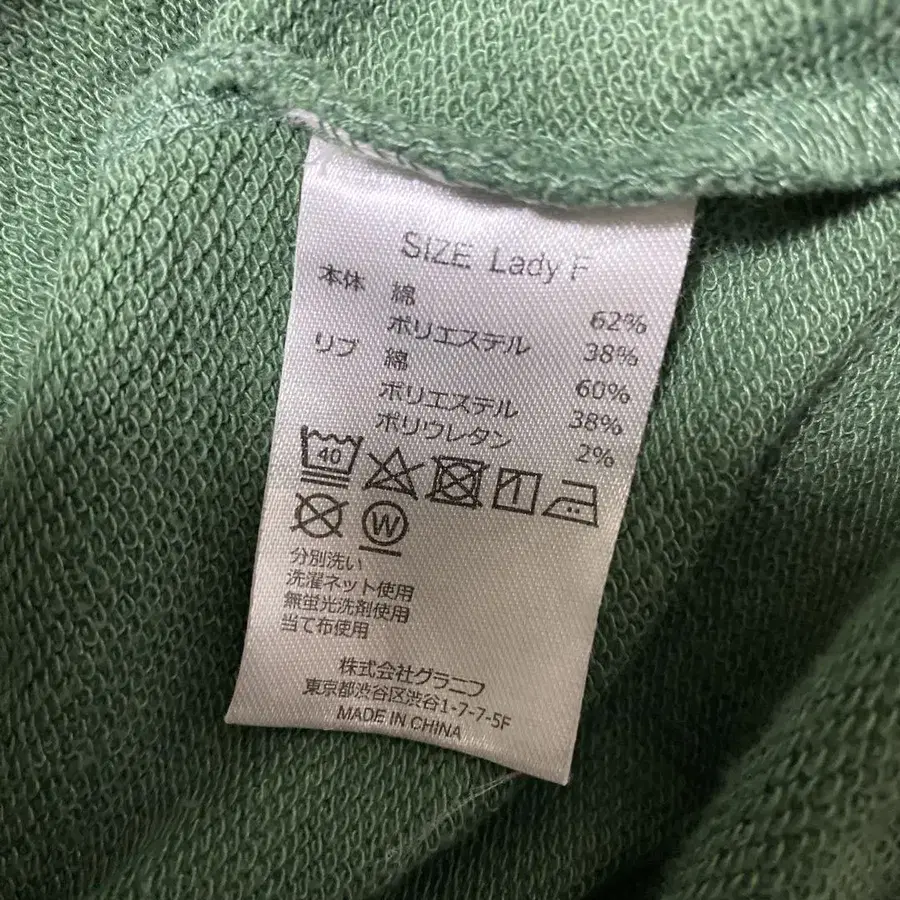 SIZE Lady F
本体 綿 62%
ポリエステル 38%
リブ 綿 60%
ポリエステル 38%
ポリウレタン 2%
40
W
分別洗い
洗濯ネット使用
無蛍光洗剤使用
当て布使用
株式会社グラニフ
東京都渋谷区渋谷1-7-7-5F
MADE IN CHINA